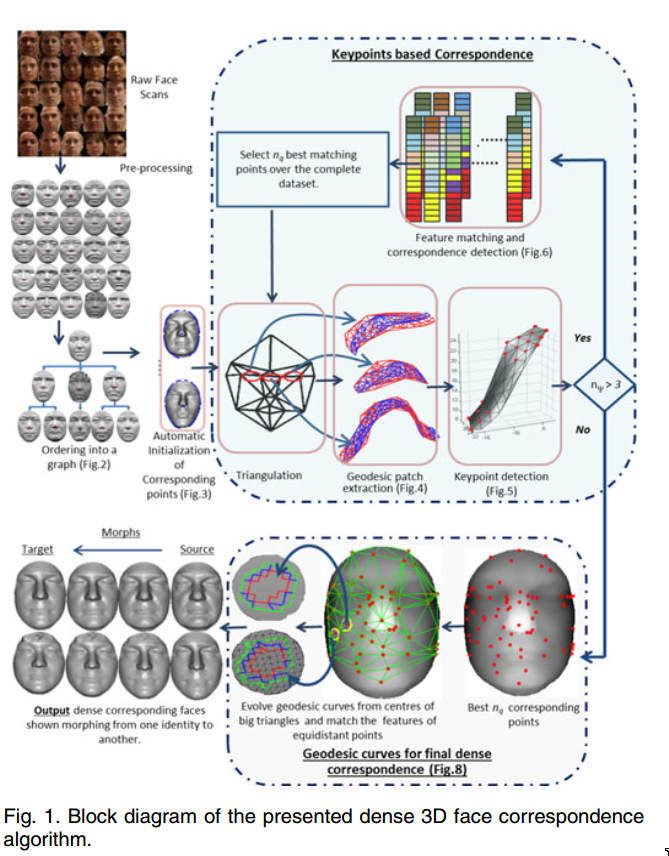 Keypoints based Correspondence
Raw Face
Scans
Pre-processing
Select nq best matching
points over the complete
dataset.
Feature matching and
correspondence detection (Fig.6)
Yes
nψ > 3
No
Ordering into a
graph (Fig.2)
Automatic
Initialization
of
Corresponding
points (Fig.3)
Triangulation
Geodesic patch
extraction (Fig.4)
Keypoint detection
(Fig.5)
Morphs
Target
Source
Output dense corresponding faces
shown morphing from one identity to
another.
Evolve geodesic curves from centres of
big triangles and match the features of
equidistant points
Best nq corresponding
points
Geodesic curves for final dense
correspondence (Fig.8)
Fig. 1. Block diagram of the presented dense 3D face correspondence
algorithm.